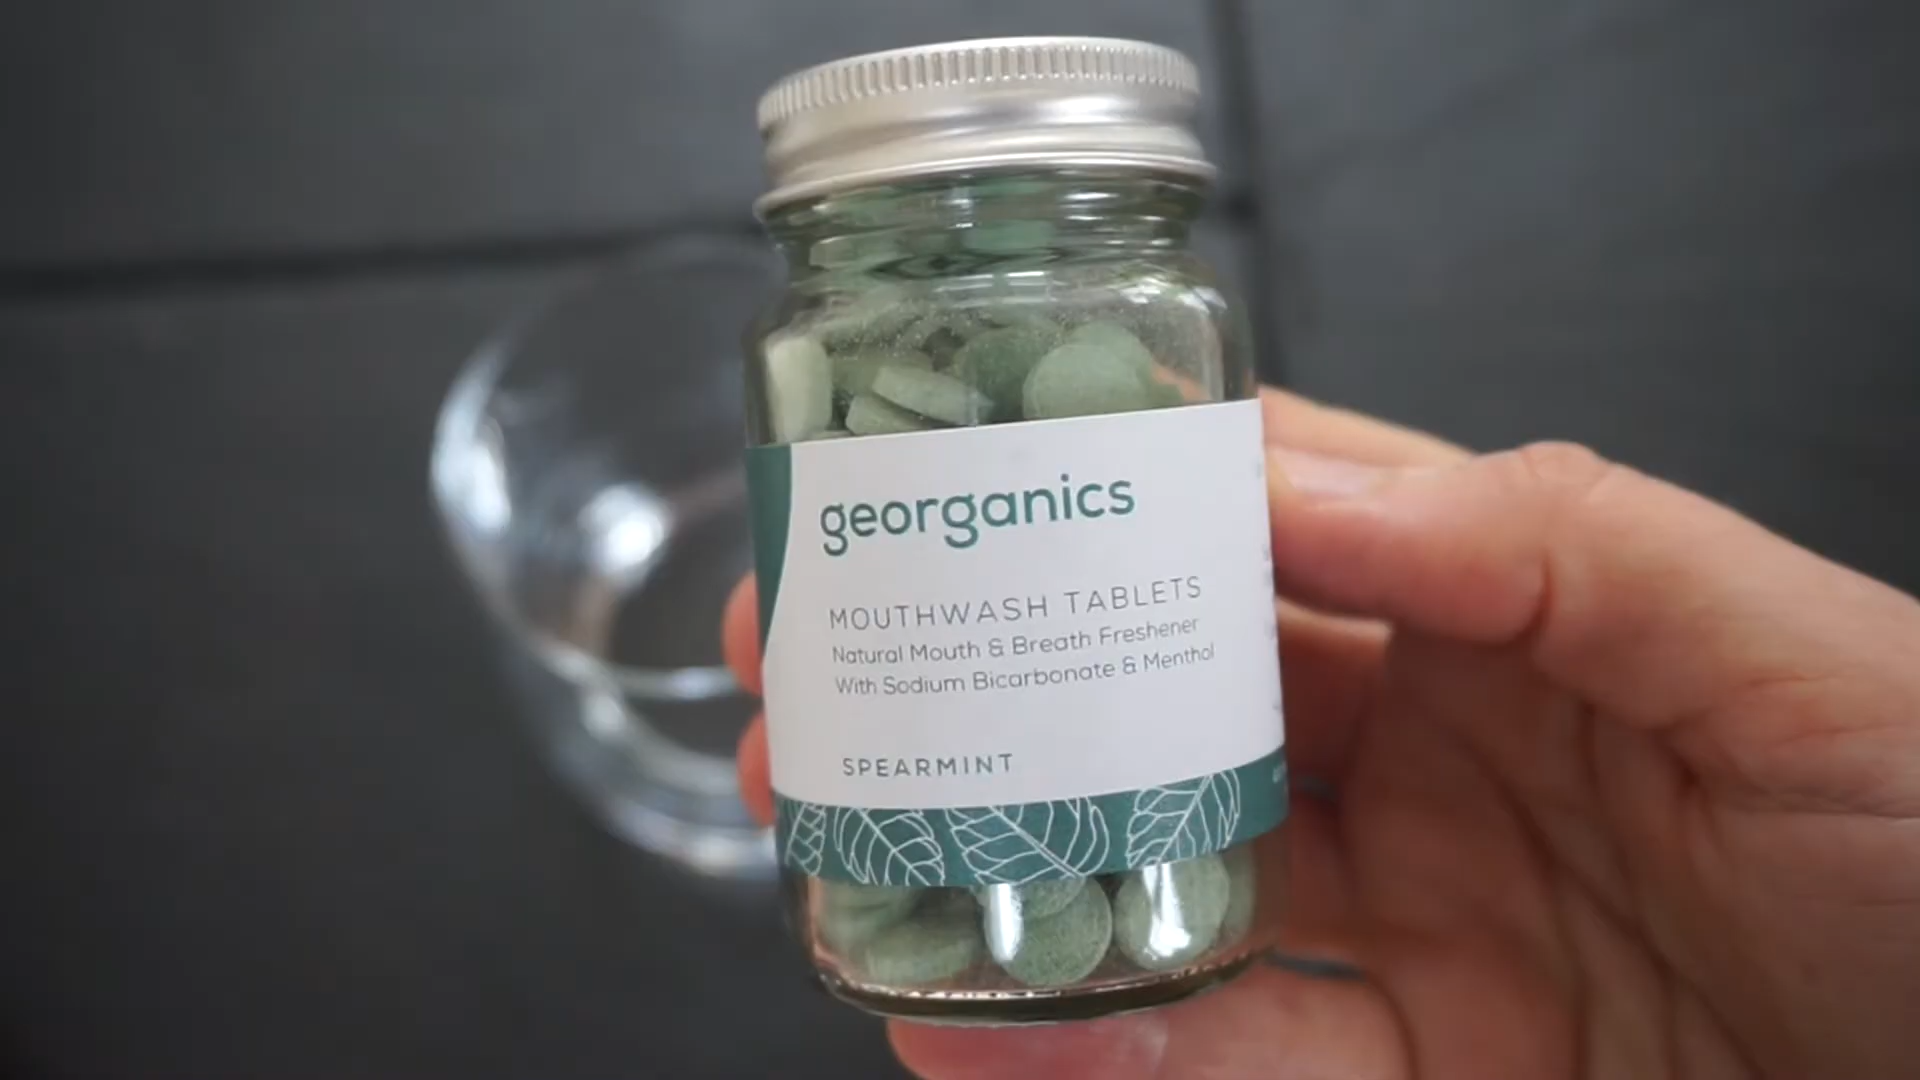 georganics
MOUTHWASH TABLETS
Natural Mouth & Breath Freshener
With Sodium Bicarbonate & Menthol
SPEARMINT